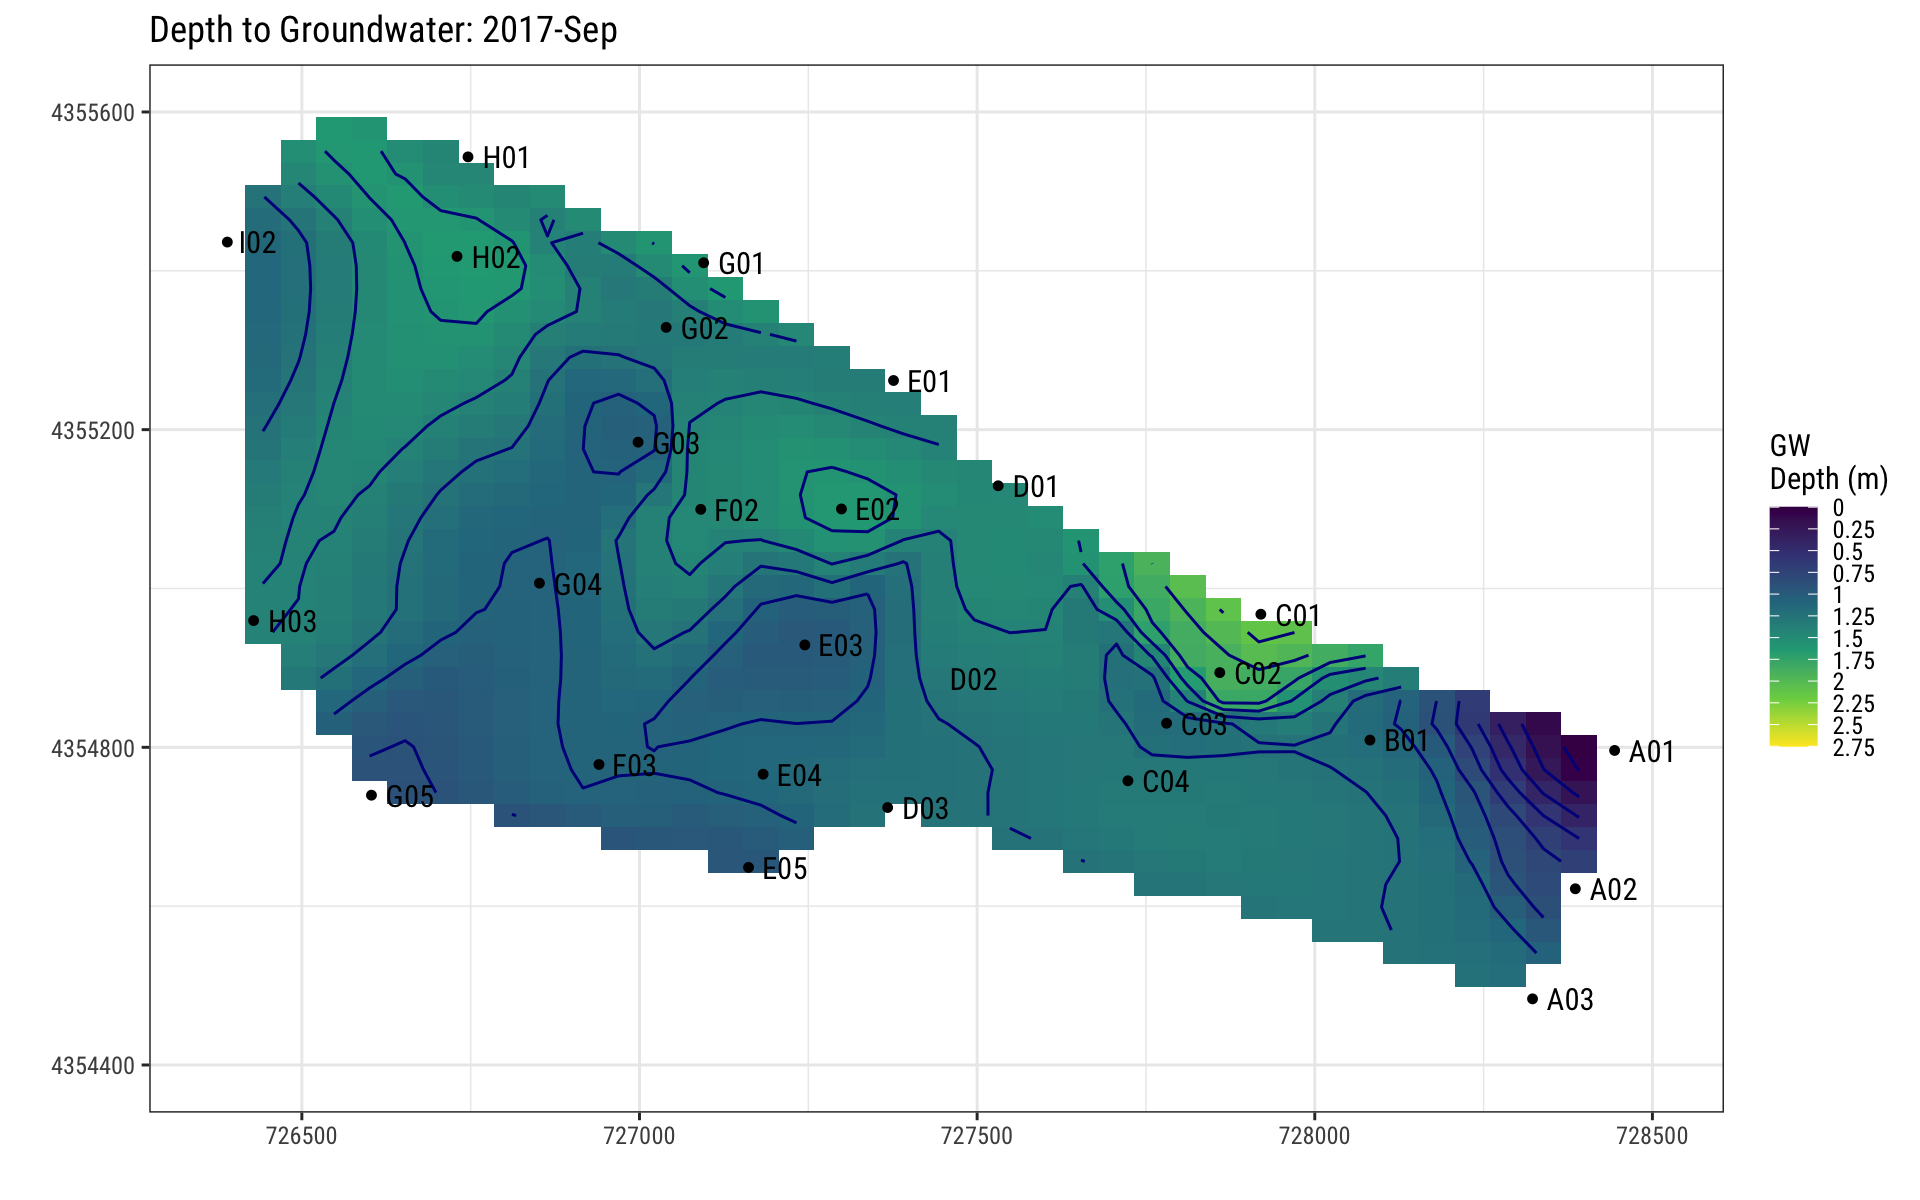 Depth to Groundwater: 2017-Sep
4355600
4355200
4354800
4354400
H01
I02
H02
G01
G02
E01
G03
D01
F02
E02
G04
C01
H03
E03
C02
D02
C03
B01
A01
F03
E04
C04
G05
D03
E05
A02
A03
726500
727000
727500
728000
728500
GW
Depth (m)
0
0.25
0.5
0.75
1
1.25
1.5
1.75
2
2.25
2.5
2.75